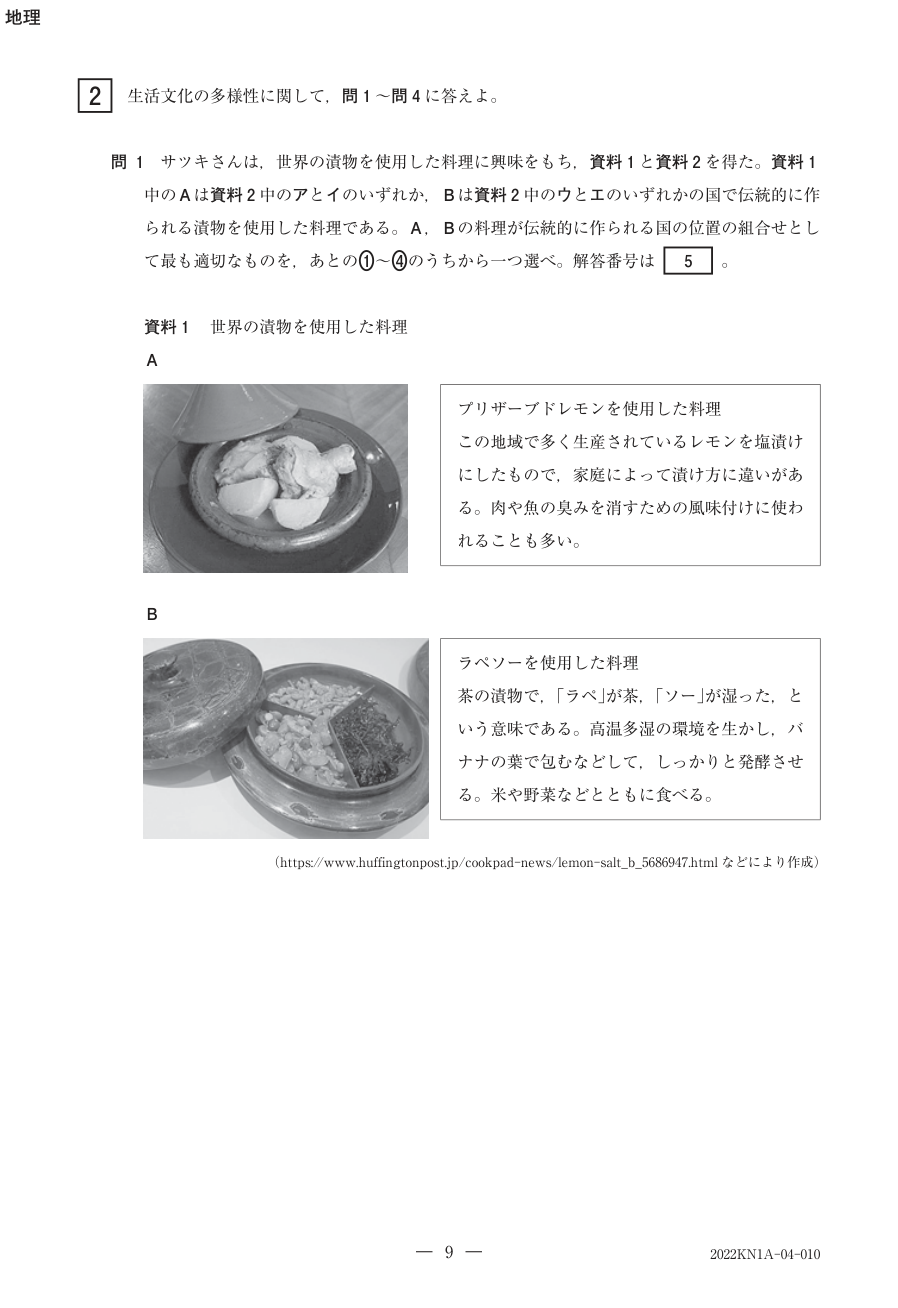 地理
2 生活文化の多様性に関して，問1～問4に答えよ。
問1 サツキさんは，世界の漬物を使用した料理に興味をもち，資料1と資料2を得た。資料1
中のAは資料2中のアとイのいずれか，Bは資料2中のウとエのいずれかの国で伝統的に作
られる漬物を使用した料理である。A，Bの料理が伝統的に作られる国の位置の組合せとし
て最も適切なものを，あとの①～④のうちから一つ選べ。解答番号は 5 。
資料1 世界の漬物を使用した料理
A
プリザーブドレモンを使用した料理
この地域で多く生産されているレモンを塩漬け
にしたもので，家庭によって漬け方に違いがあ
る。肉や魚の臭みを消すための風味付けに使わ
れることも多い。
B
ラペソーを使用した料理
茶の漬物で，「ラペ」が茶，「ソー」が湿った，と
いう意味である。高温多湿の環境を生かし，バ
ナナの葉で包むなどして，しっかりと発酵させ
る。米や野菜などとともに食べる。
（https://www.huffingtonpost.jp/cookpad-news/lemon-salt_b_5686947.html などにより作成）
― 9 ―
2022KN1A-04-010